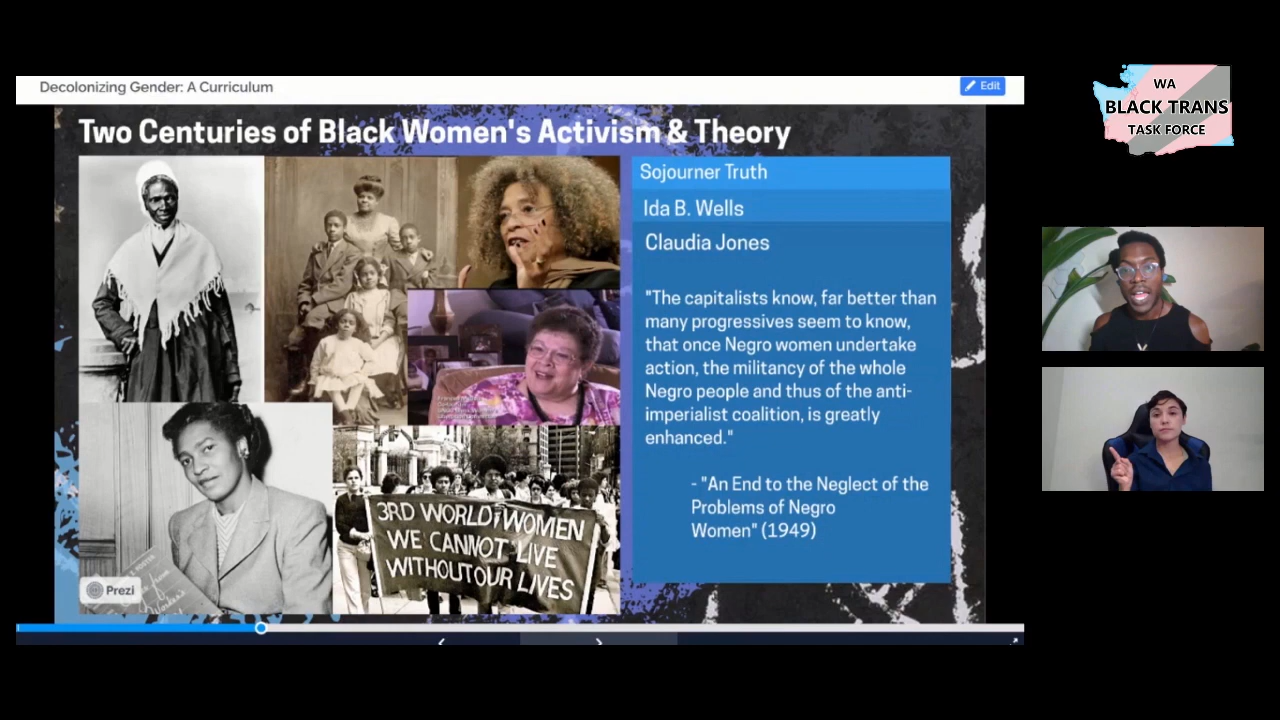 Decolonizing Gender: A Curriculum
Edit
Two Centuries of Black Women's Activism & Theory
Sojourner Truth
Ida B. Wells
Claudia Jones
"The capitalists know, far better than
many progressives seem to know,
that once Negro women undertake
action, the militancy of the whole
Negro people and thus of the anti-
imperialist coalition, is greatly
enhanced."
- "An End to the Neglect of the
Problems of Negro
Women" (1949)
3RD WORLD WOMEN
WE CANNOT LIVE
WITHOUT OUR LIVES
Prezi
WA
BLACK TRANS
TASK FORCE